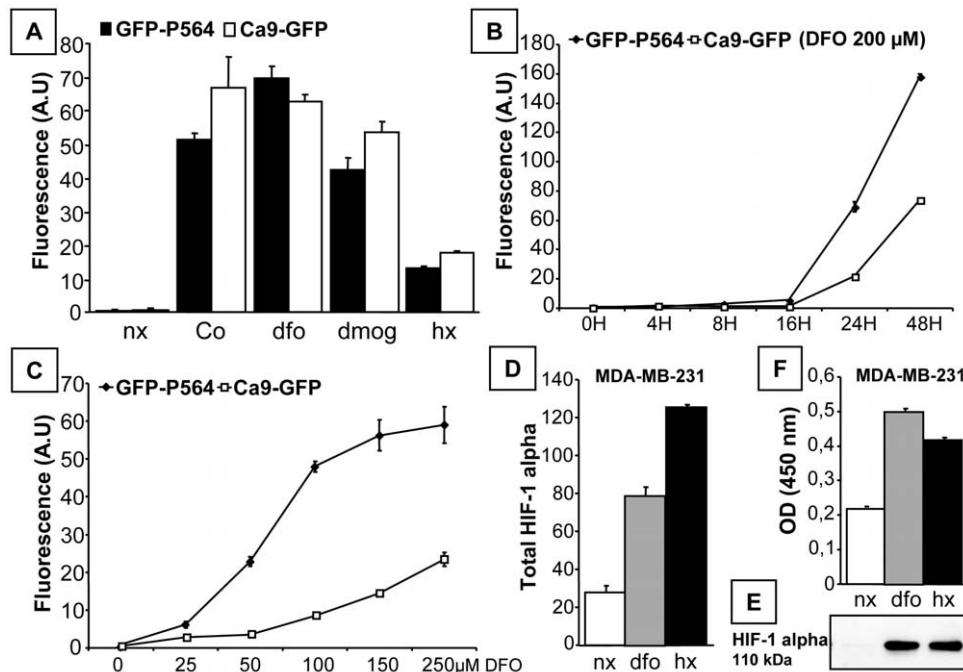 A
GFP-P564 Ca9-GFP
Fluorescence (A.U)
80
70
60
50
40
30
20
10
0
nx Co dfo dmog hx
B
GFP-P564 Ca9-GFP (DFO 200 µM)
Fluorescence (A.U)
180
160
140
120
100
80
60
40
20
0
0H 4H 8H 16H 24H 48H
C
GFP-P564 Ca9-GFP
Fluorescence (A.U)
70
60
50
40
30
20
10
0
0 25 50 100 150 250µM DFO
D
MDA-MB-231
Total HIF-1 alpha
140
120
100
80
60
40
20
0
nx dfo hx
F
MDA-MB-231
OD (450 nm)
0,6
0,5
0,4
0,3
0,2
0,1
0
nx dfo hx
E
HIF-1 alpha
110 kDa